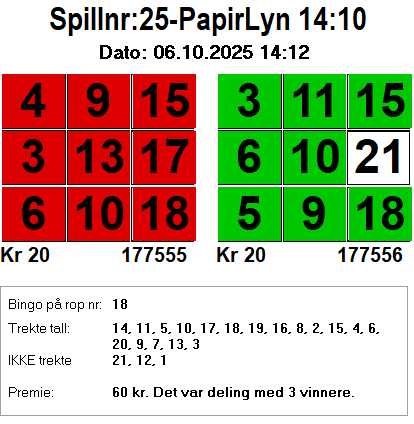 Spillnr:25-PapirLyn 14:10
Dato: 06.10.2025 14:12
4 9 15 3 11 15
3 13 17 6 10 21
6 10 18 5 9 18
Kr 20 177555 Kr 20 177556
Bingo på rop nr: 18
Trekte tall: 14, 11, 5, 10, 17, 18, 19, 16, 8, 2, 15, 4, 6,
20, 9, 7, 13, 3
IKKE trekte 21, 12, 1
Premie: 60 kr. Det var deling med 3 vinnere.